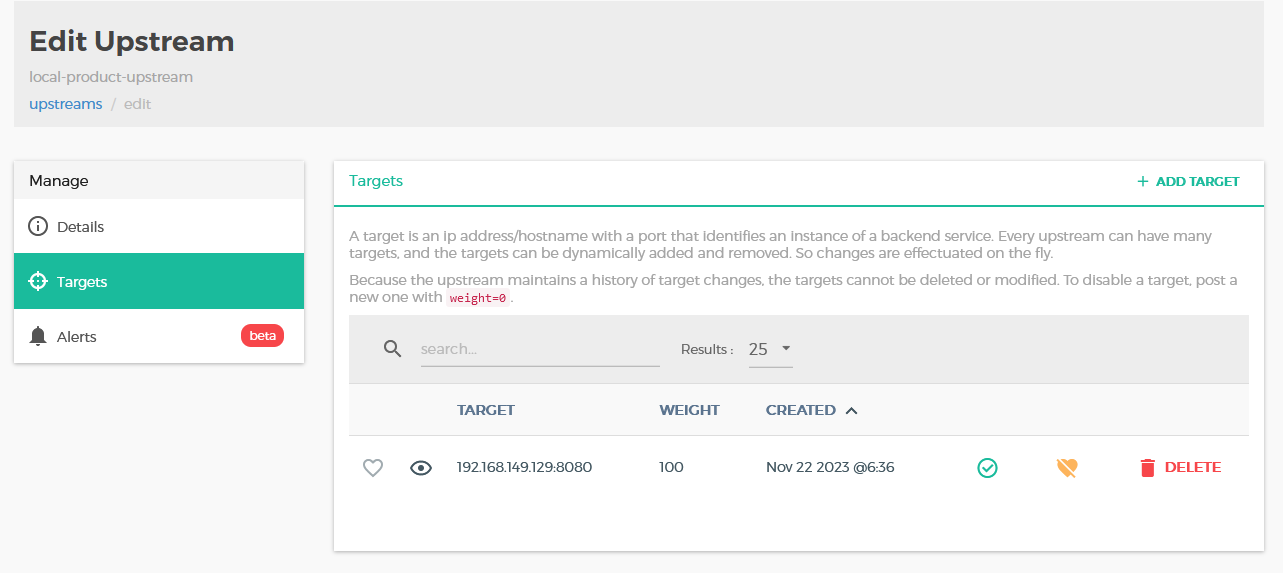 Edit Upstream
local-product-upstream
upstreams / edit
Manage
Details
Targets
Alerts beta
Targets
+ ADD TARGET
A target is an ip address/hostname with a port that identifies an instance of a backend service. Every upstream can have many
targets, and the targets can be dynamically added and removed. So changes are effectuated on the fly.
Because the upstream maintains a history of target changes, the targets cannot be deleted or modified. To disable a target, post a
new one with weight=0.
search... Results : 25
TARGET WEIGHT CREATED
192.168.149.129:8080 100 Nov 22 2023 @6:36 DELETE